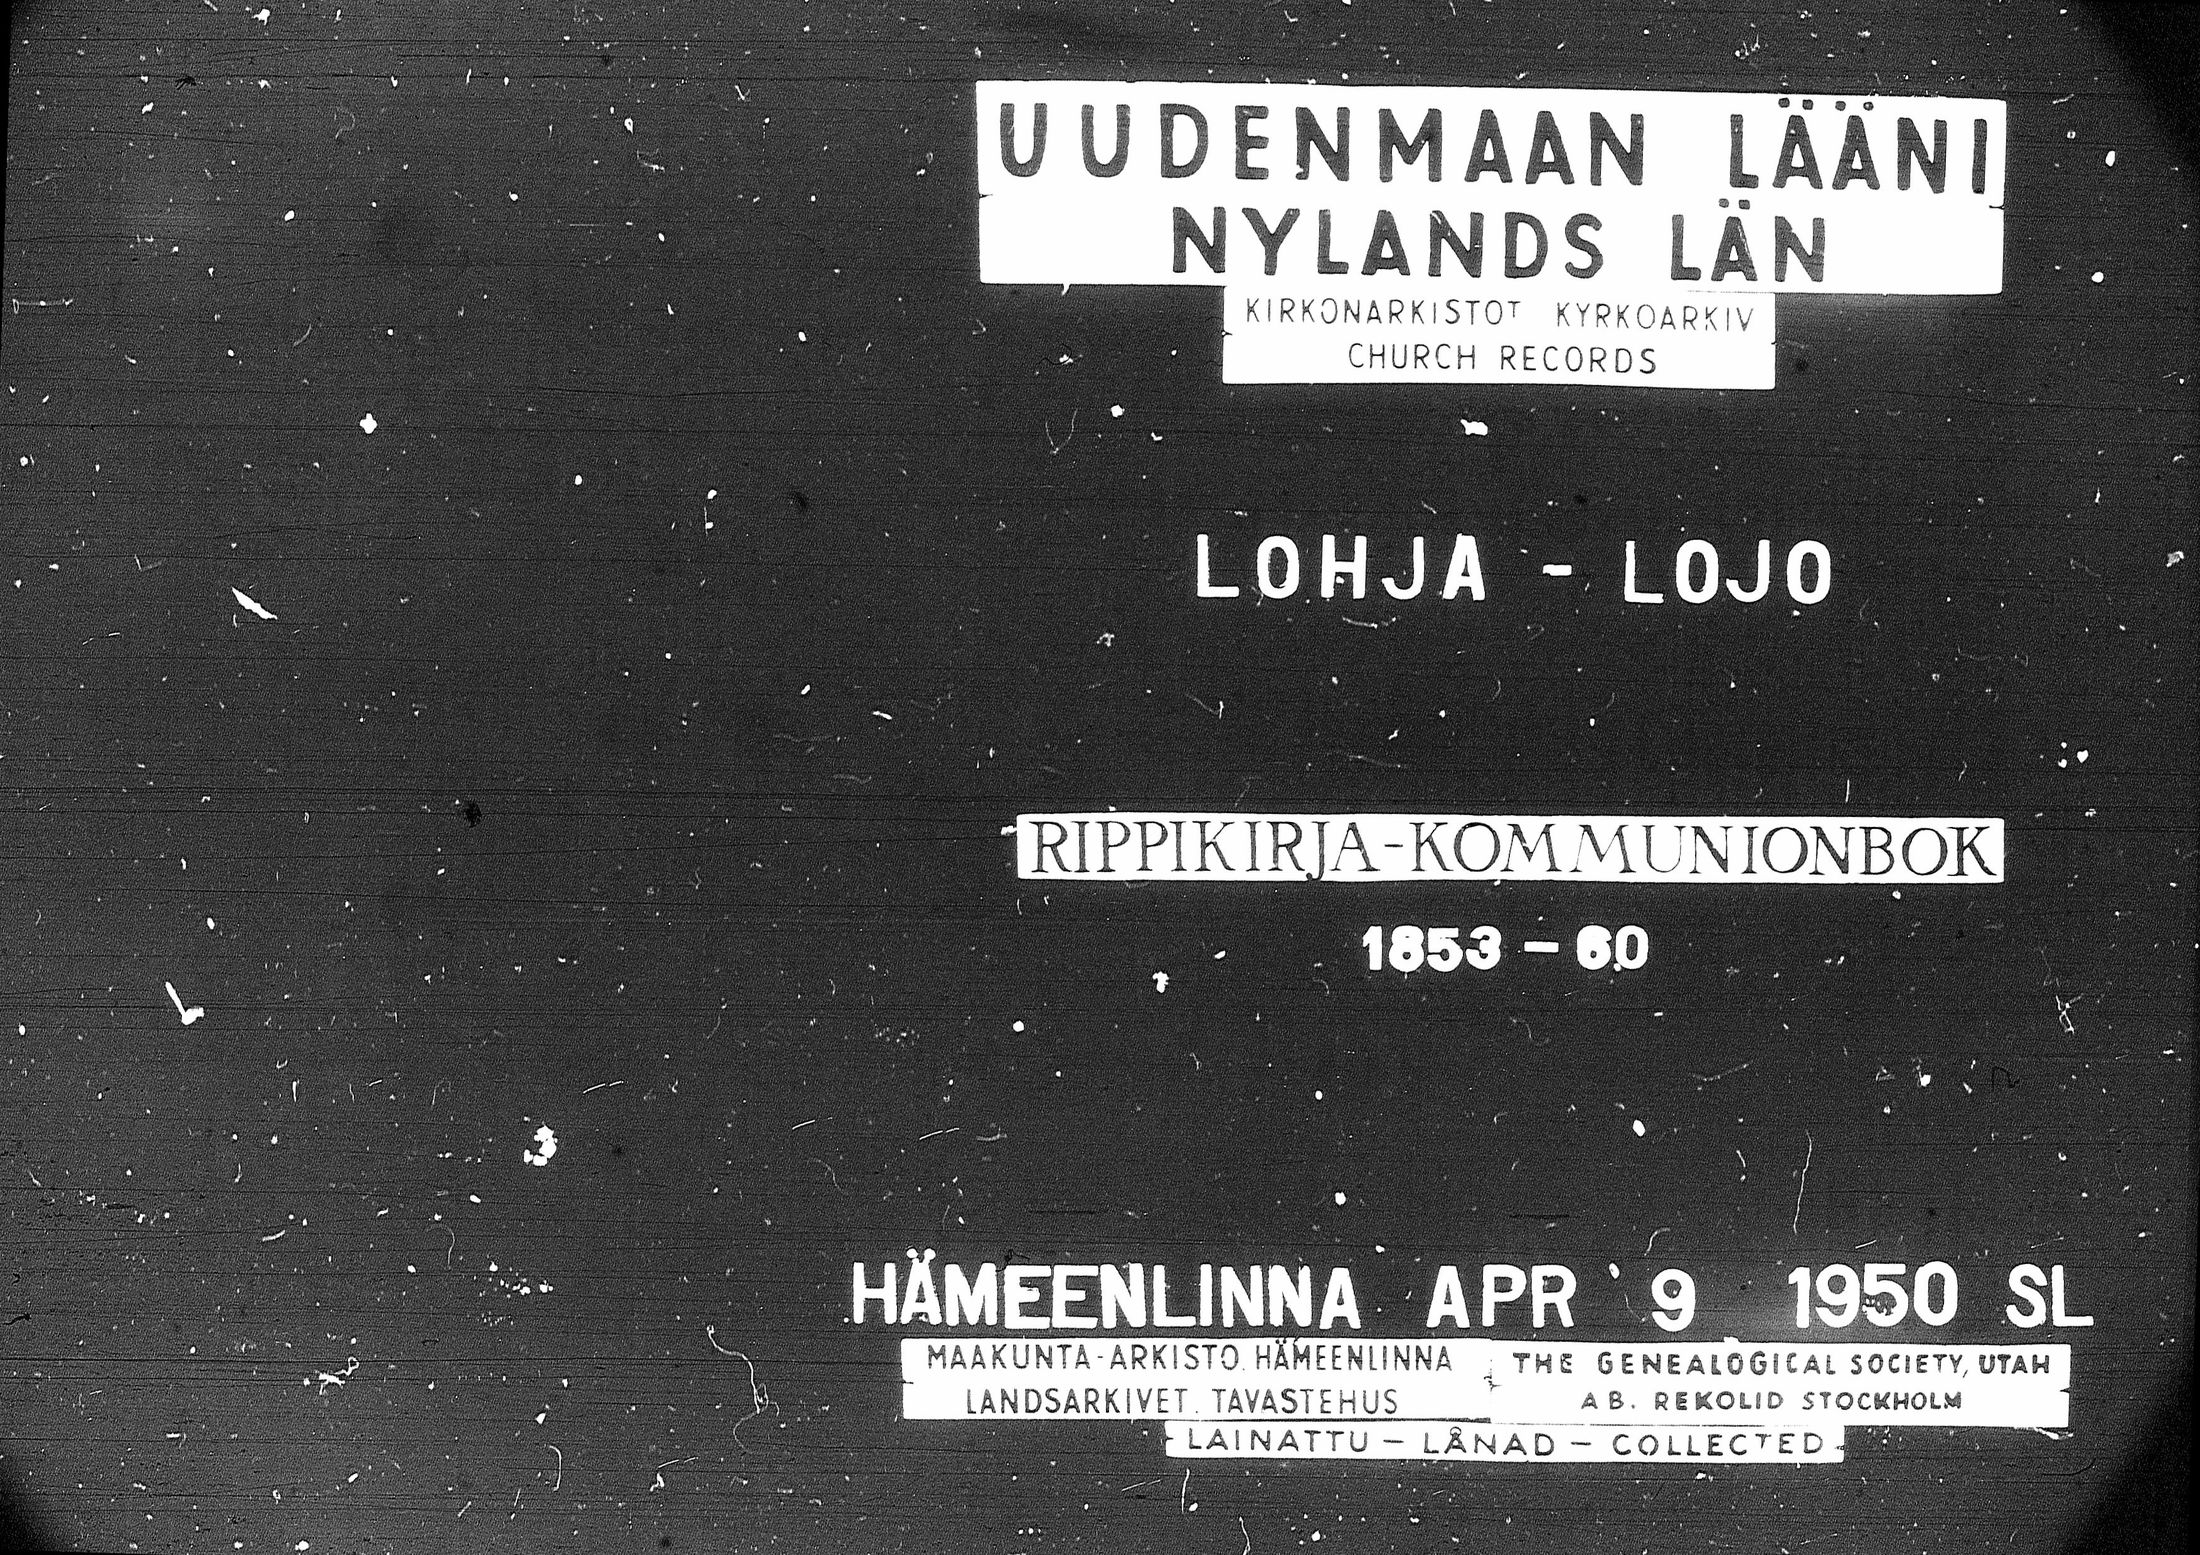 UUDENMAAN LÄÄNI
NYLANDS LÄN
KIRKONARKISTOT KYRKOARKIV
CHURCH RECORDS
LOHJA - LOJO
RIPPIKIRJA-KOMMUNIONBOK
1853 - 60
HÄMEENLINNA APR 9 1950 SL
MAAKUNTA-ARKISTO. HÄMEENLINNA
LANDSARKIVET. TAVASTEHUS
THE GENEALOGICAL SOCIETY, UTAH
AB. REKOLID STOCKHOLM
LAINATTU - LÅNAD - COLLECTED